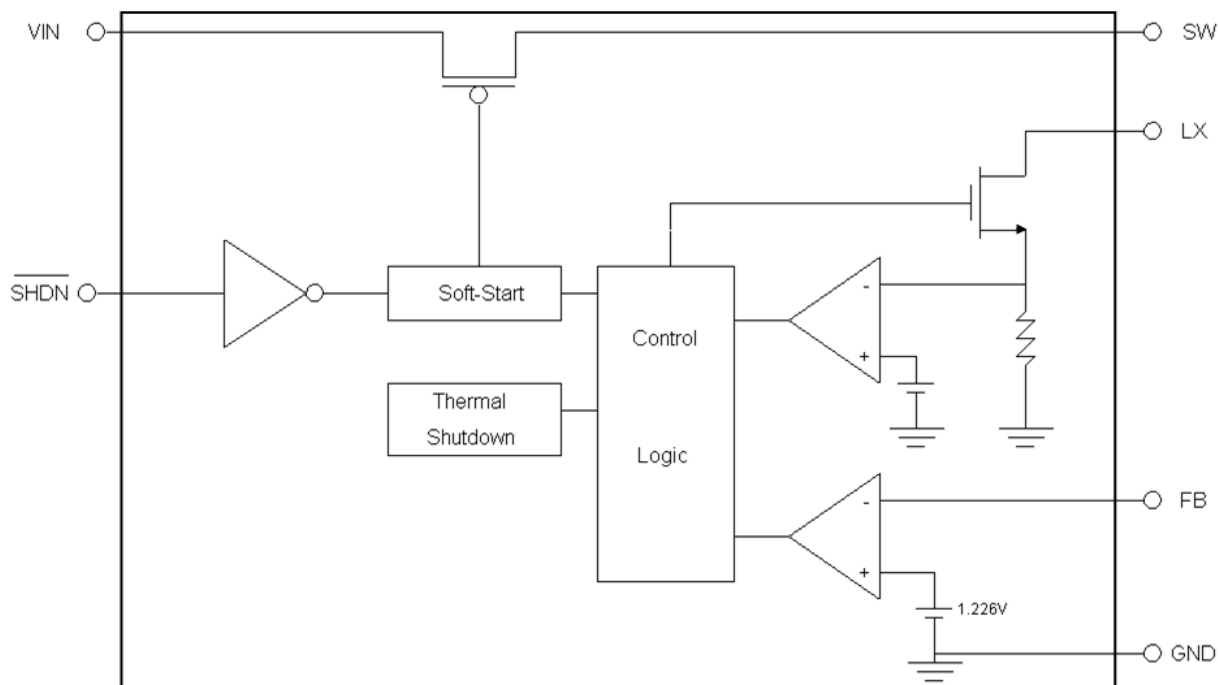 VIN
SW
LX
SHDN
Soft-Start
Control
Logic
Thermal
Shutdown
-
+
-
+
FB
1.226V
GND